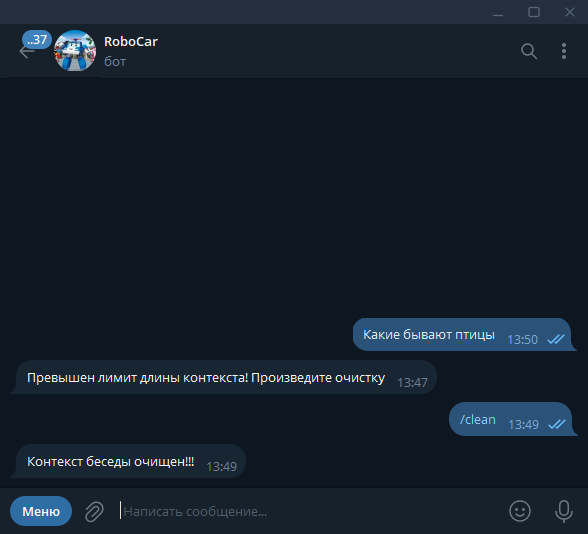 ..37
RoboCar
бот
Какие бывают птицы
13:50
Превышен лимит длины контекста! Произведите очистку
13:47
/clean
13:49
Контекст беседы очищен!!!
13:49
Меню
Написать сообщение...